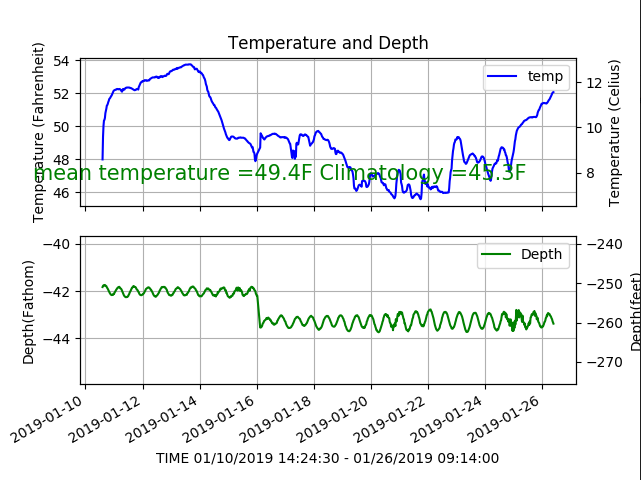 Temperature and Depth
Temperature (Fahrenheit)
54
52
50
48
46
temp
12
10
8
Temperature (Celius)
mean temperature =49.4F Climatology =45.3F
Depth(Fathom)
−40
−42
−44
Depth
−240
−250
−260
−270
Depth(feet)
2019-01-10
2019-01-12
2019-01-14
2019-01-16
2019-01-18
2019-01-20
2019-01-22
2019-01-24
2019-01-26
TIME 01/10/2019 14:24:30 - 01/26/2019 09:14:00